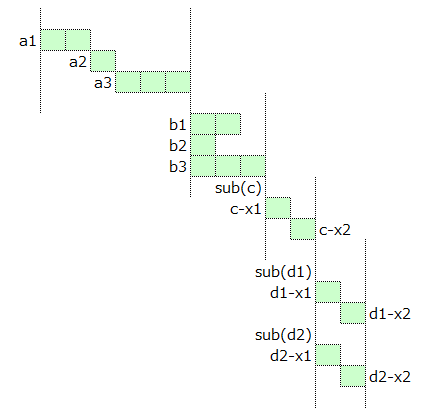 a1
a2
a3
b1
b2
b3
sub(c)
c-x1
c-x2
sub(d1)
d1-x1
d1-x2
sub(d2)
d2-x1
d2-x2